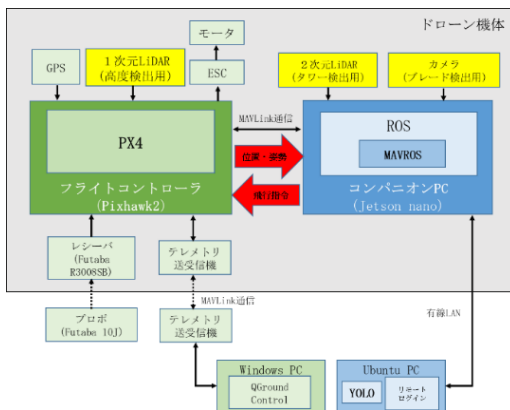 ドローン機体
モータ
GPS
1次元LiDAR
(高度検出用)
ESC
2次元LiDAR
(タワー検出用)
カメラ
(ブレード検出用)
MAVLink通信
PX4
ROS
MAVROS
位置・姿勢
飛行指令
フライトコントローラ
(Pixhawk2)
コンパニオンPC
(Jetson nano)
レシーバ
(Futaba
R3008SB)
テレメトリ
送受信機
MAVLink通信
有線LAN
プロポ
(Futaba 10J)
テレメトリ
送受信機
Windows PC
QGround
Control
Ubuntu PC
YOLO
リモート
ログイン